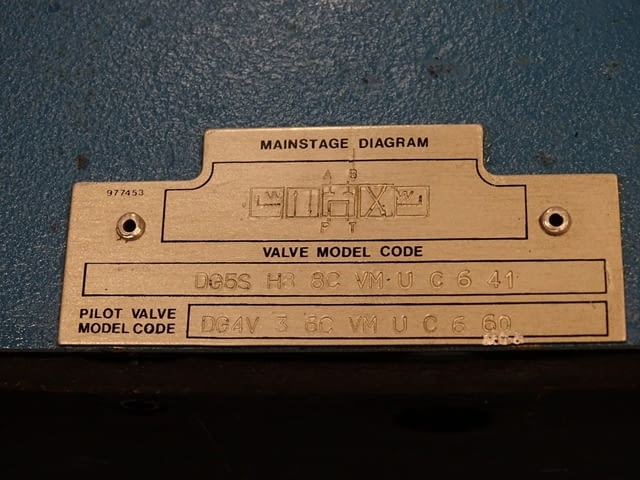 MAINSTAGE DIAGRAM
977453
A B
P T
VALVE MODEL CODE
DG5S H8 8C VM U C 6 41
PILOT VALVE
MODEL CODE
DG4V 3 8C VM U C 6 60